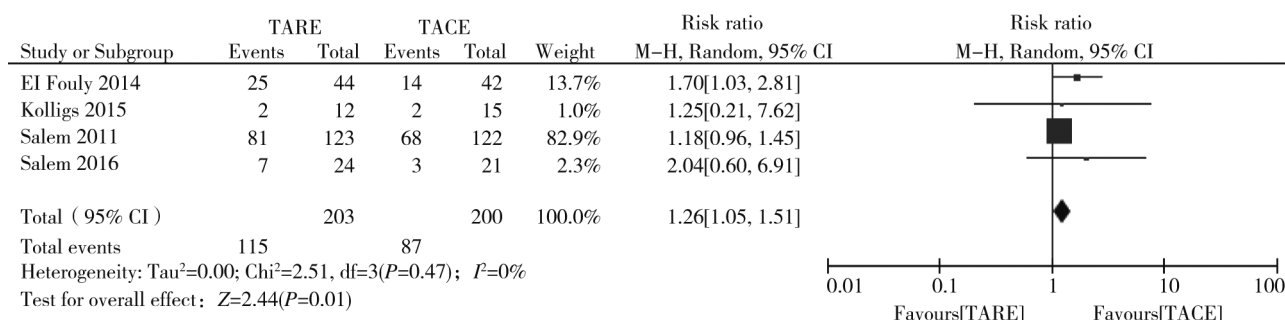 TARE TACE Risk ratio Risk ratio
Study or Subgroup Events Total Events Total Weight M-H, Random, 95% CI M-H, Random, 95% CI
EI Fouly 2014 25 44 14 42 13.7% 1.70[1.03, 2.81]
Kolligs 2015 2 12 2 15 1.0% 1.25[0.21, 7.62]
Salem 2011 81 123 68 122 82.9% 1.18[0.96, 1.45]
Salem 2016 7 24 3 21 2.3% 2.04[0.60, 6.91]
Total（95% CI） 203 200 100.0% 1.26[1.05, 1.51]
Total events 115 87
Heterogeneity: Tau²=0.00; Chi²=2.51, df=3(P=0.47)；I²=0%
Test for overall effect：Z=2.44(P=0.01)
0.01 0.1 1 10 100
Favours[TARE] Favours[TACE]